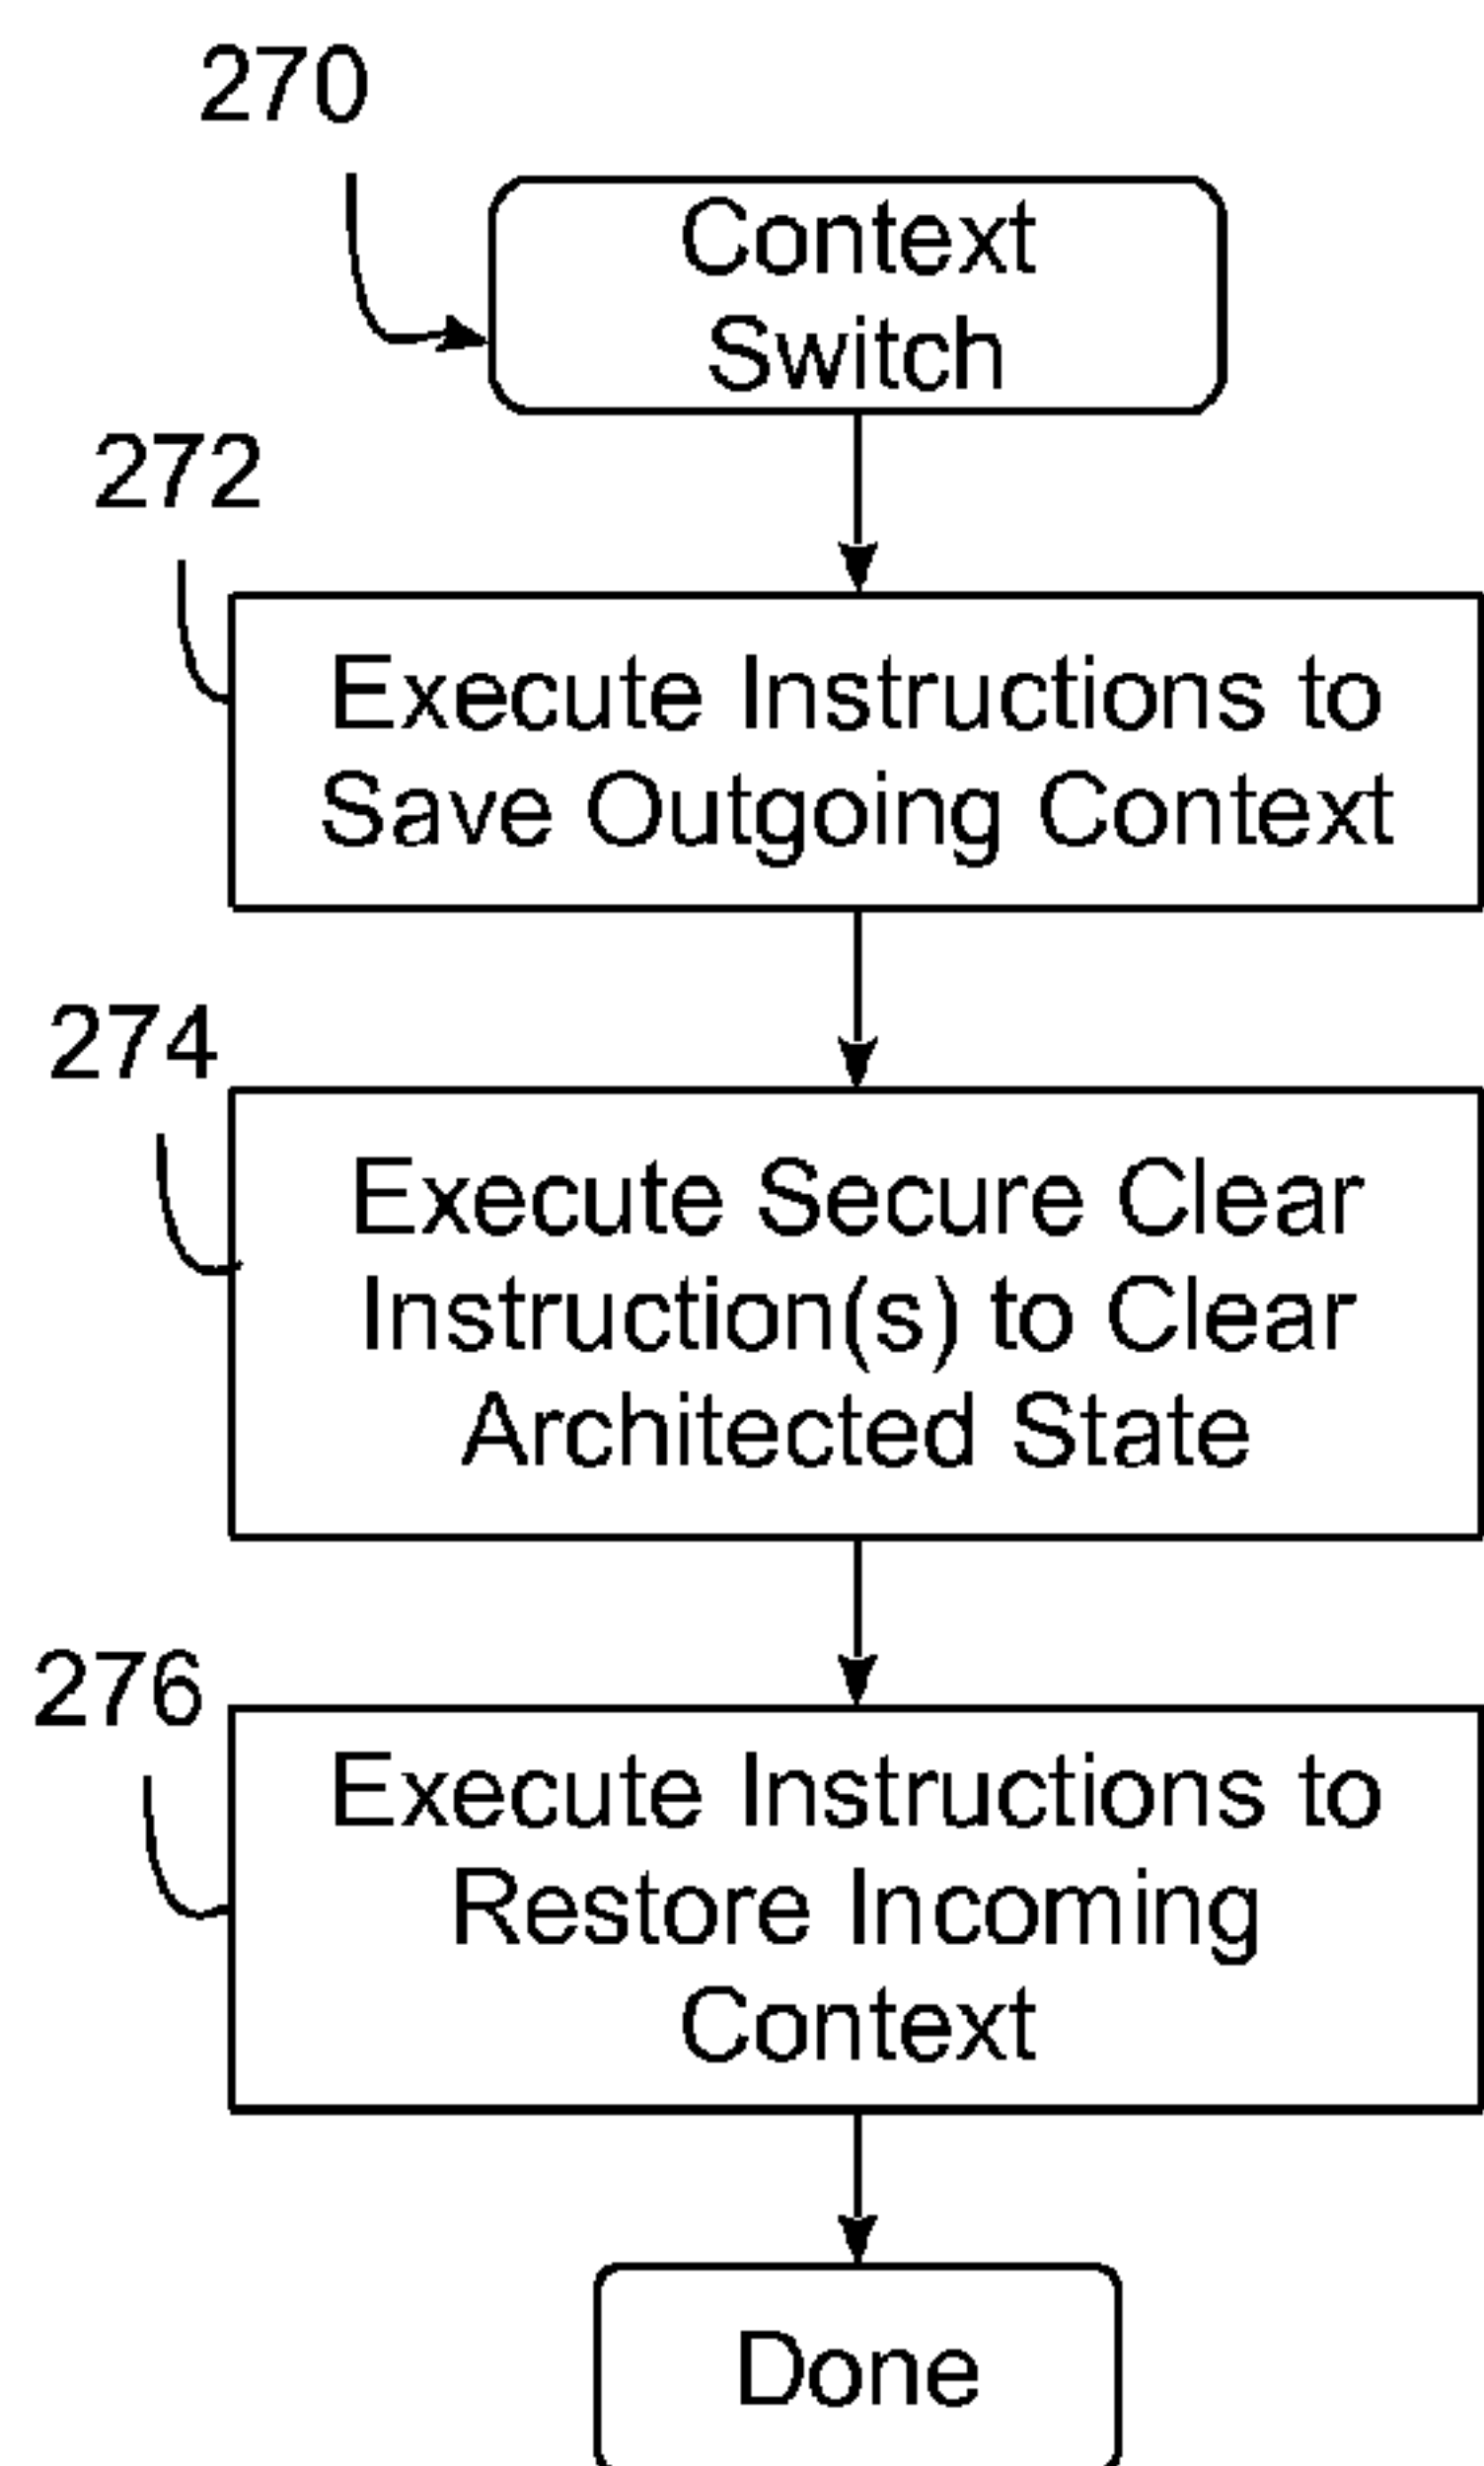 270
Context
Switch
272
Execute Instructions to
Save Outgoing Context
274
Execute Secure Clear
Instruction(s) to Clear
Architected State
276
Execute Instructions to
Restore Incoming
Context
Done